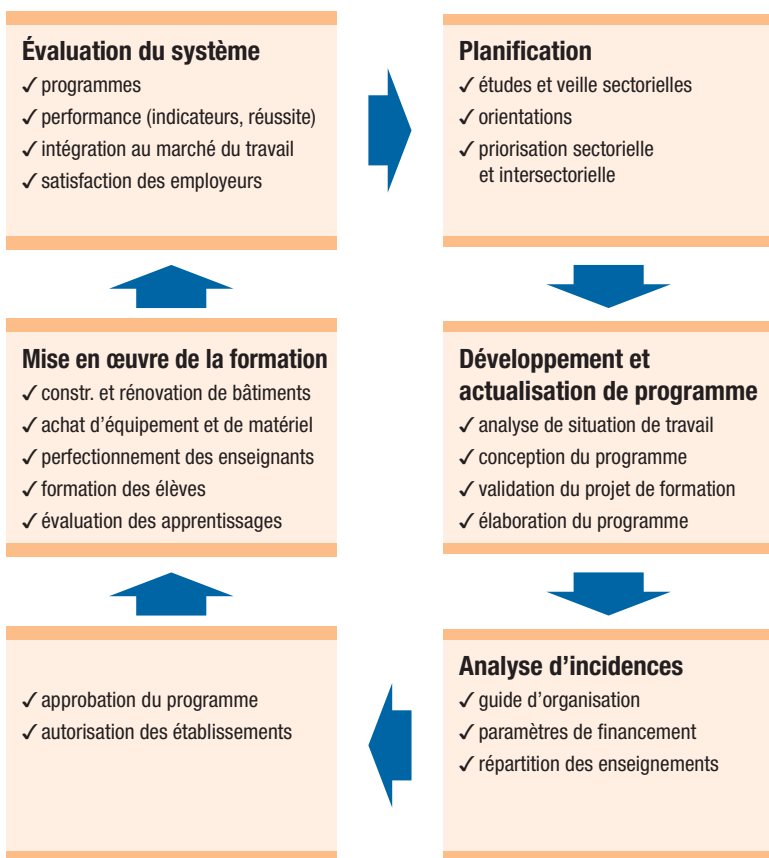 Évaluation du système
✓ programmes
✓ performance (indicateurs, réussite)
✓ intégration au marché du travail
✓ satisfaction des employeurs
Planification
✓ études et veille sectorielles
✓ orientations
✓ priorisation sectorielle
et intersectorielle
Mise en œuvre de la formation
✓ constr. et rénovation de bâtiments
✓ achat d’équipement et de matériel
✓ perfectionnement des enseignants
✓ formation des élèves
✓ évaluation des apprentissages
Développement et
actualisation de programme
✓ analyse de situation de travail
✓ conception du programme
✓ validation du projet de formation
✓ élaboration du programme
✓ approbation du programme
✓ autorisation des établissements
Analyse d’incidences
✓ guide d’organisation
✓ paramètres de financement
✓ répartition des enseignements